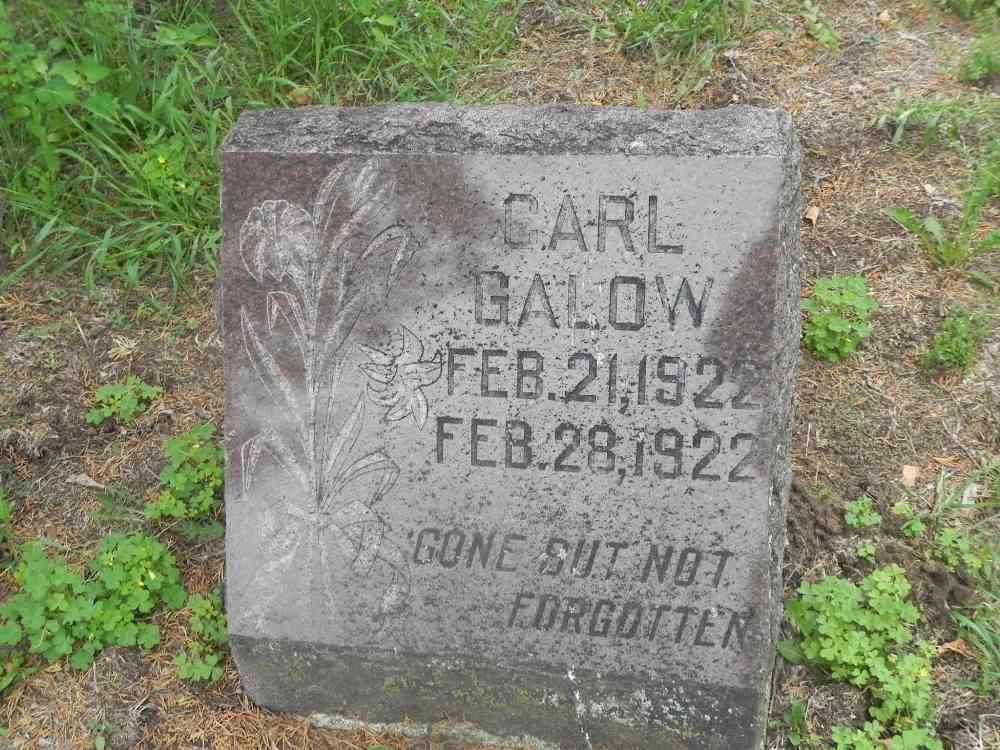 CARL
GALOW
FEB. 21, 1922
FEB. 28, 1922
GONE BUT NOT
FORGOTTEN